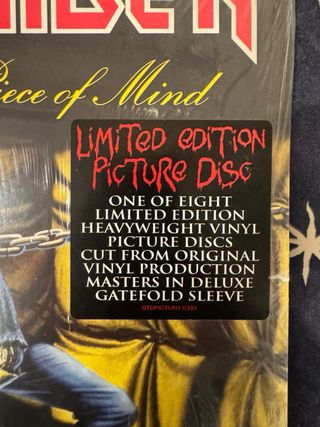 Piece of Mind
LIMITED EDITION
PICTURE DISC
ONE OF EIGHT
LIMITED EDITION
HEAVYWEIGHT VINYL
PICTURE DISCS
CUT FROM ORIGINAL
VINYL PRODUCTION
MASTERS IN DELUXE
GATEFOLD SLEEVE